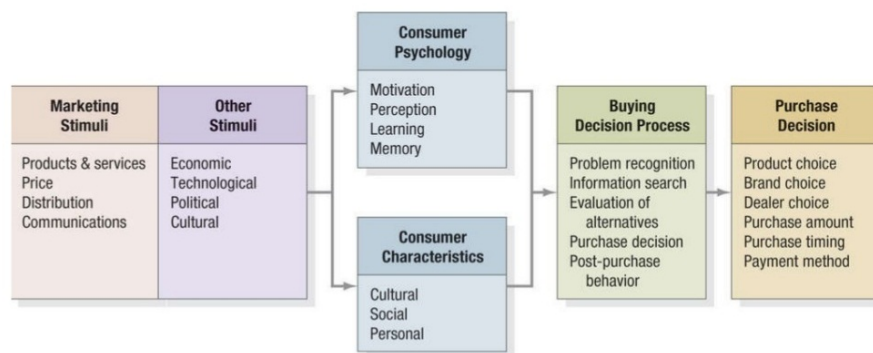 Marketing
Stimuli
Products & services
Price
Distribution
Communications
Other
Stimuli
Economic
Technological
Political
Cultural
Consumer
Psychology
Motivation
Perception
Learning
Memory
Consumer
Characteristics
Cultural
Social
Personal
Buying
Decision Process
Problem recognition
Information search
Evaluation of
alternatives
Purchase decision
Post-purchase
behavior
Purchase
Decision
Product choice
Brand choice
Dealer choice
Purchase amount
Purchase timing
Payment method